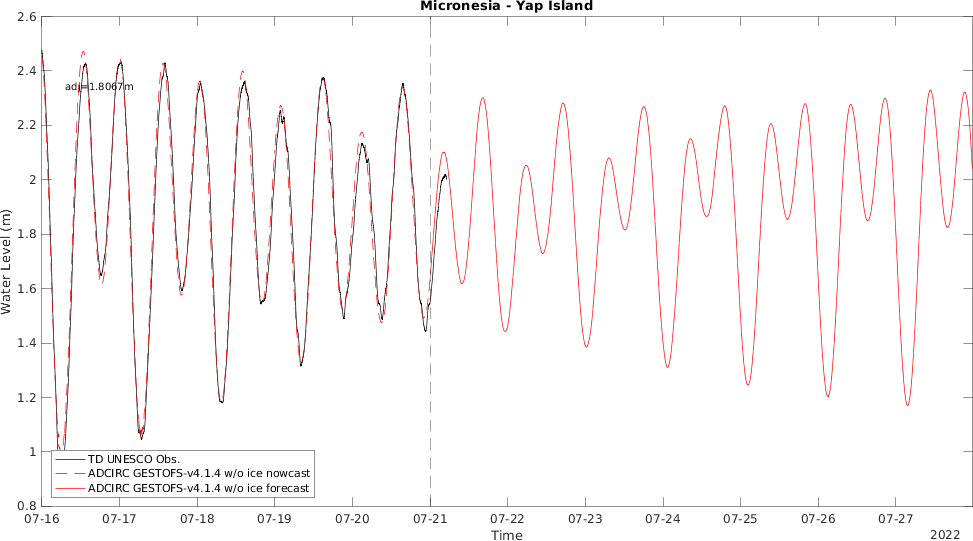 Micronesia - Yap Island
2.6
2.4
2.2
2
1.8
1.6
1.4
1.2
1
0.8
Water Level (m)
adj=1.8067m
TD UNESCO Obs.
ADCIRC GESTOFS-v4.1.4 w/o ice nowcast
ADCIRC GESTOFS-v4.1.4 w/o ice forecast
07-16 07-17 07-18 07-19 07-20 07-21 07-22 07-23 07-24 07-25 07-26 07-27
Time
2022